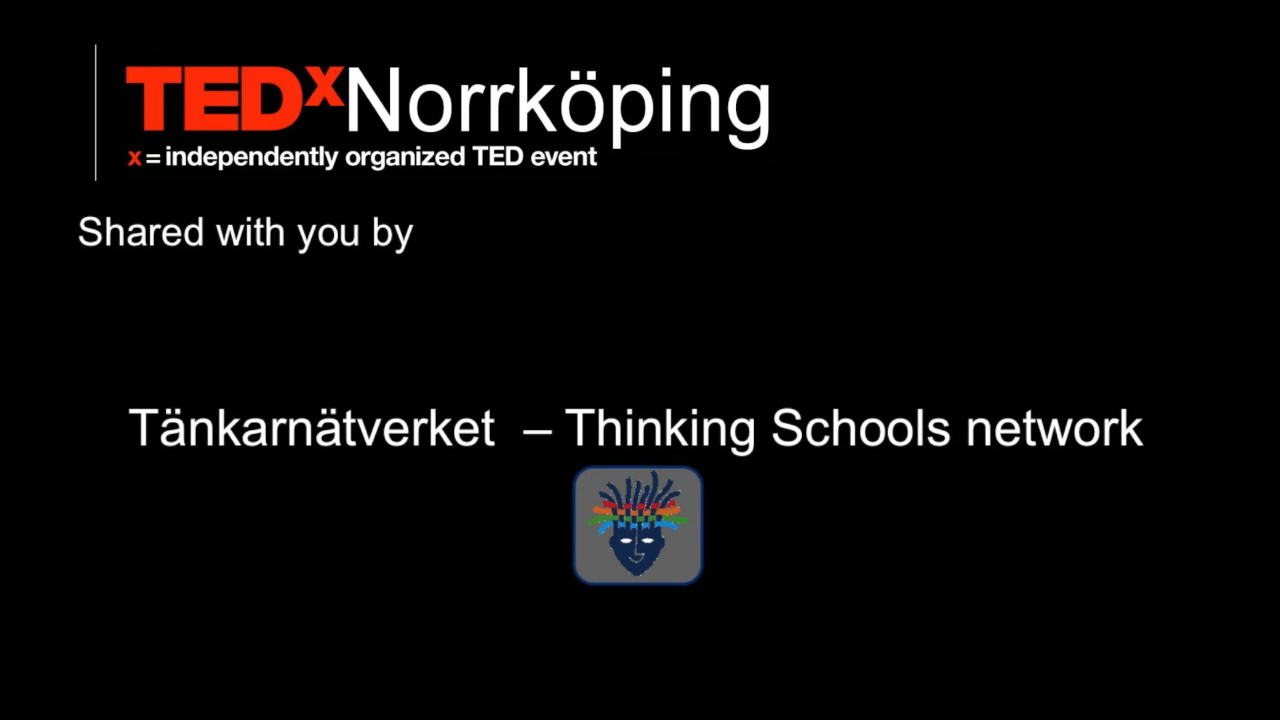 TEDxNorrköping
x = independently organized TED event
Shared with you by
Tänkarnätverket – Thinking Schools network